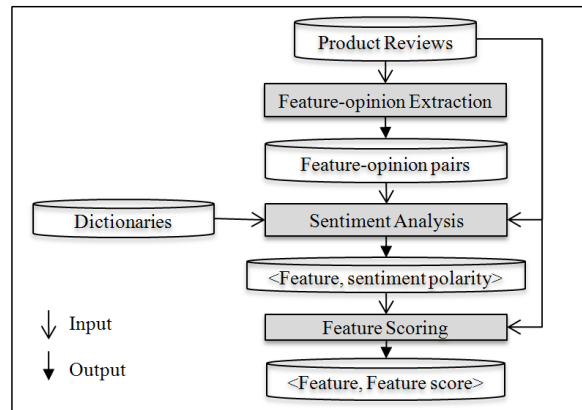 Product Reviews
Feature-opinion Extraction
Feature-opinion pairs
Dictionaries
Sentiment Analysis
<Feature, sentiment polarity>
Input
Feature Scoring
Output
<Feature, Feature score>